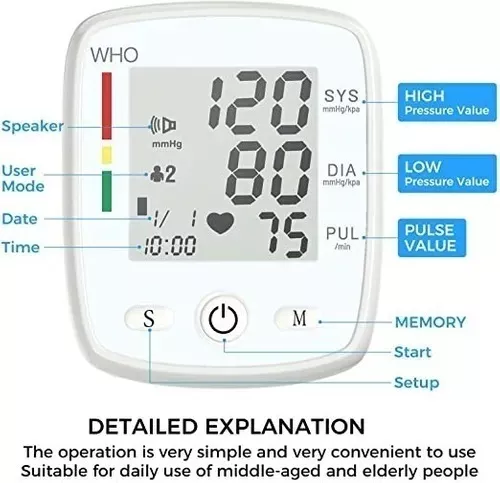 WHO
120
SYS
mmHg/kpa
HIGH
Pressure Value
Speaker
mmHg
User
Mode
2
80
DIA
mmHg/kpa
LOW
Pressure Value
Date
1/ 1
Time
10:00
75
PUL
/min
PULSE
VALUE
S
M
MEMORY
Start
Setup
DETAILED EXPLANATION
The operation is very simple and very convenient to use
Suitable for daily use of middle-aged and elderly people